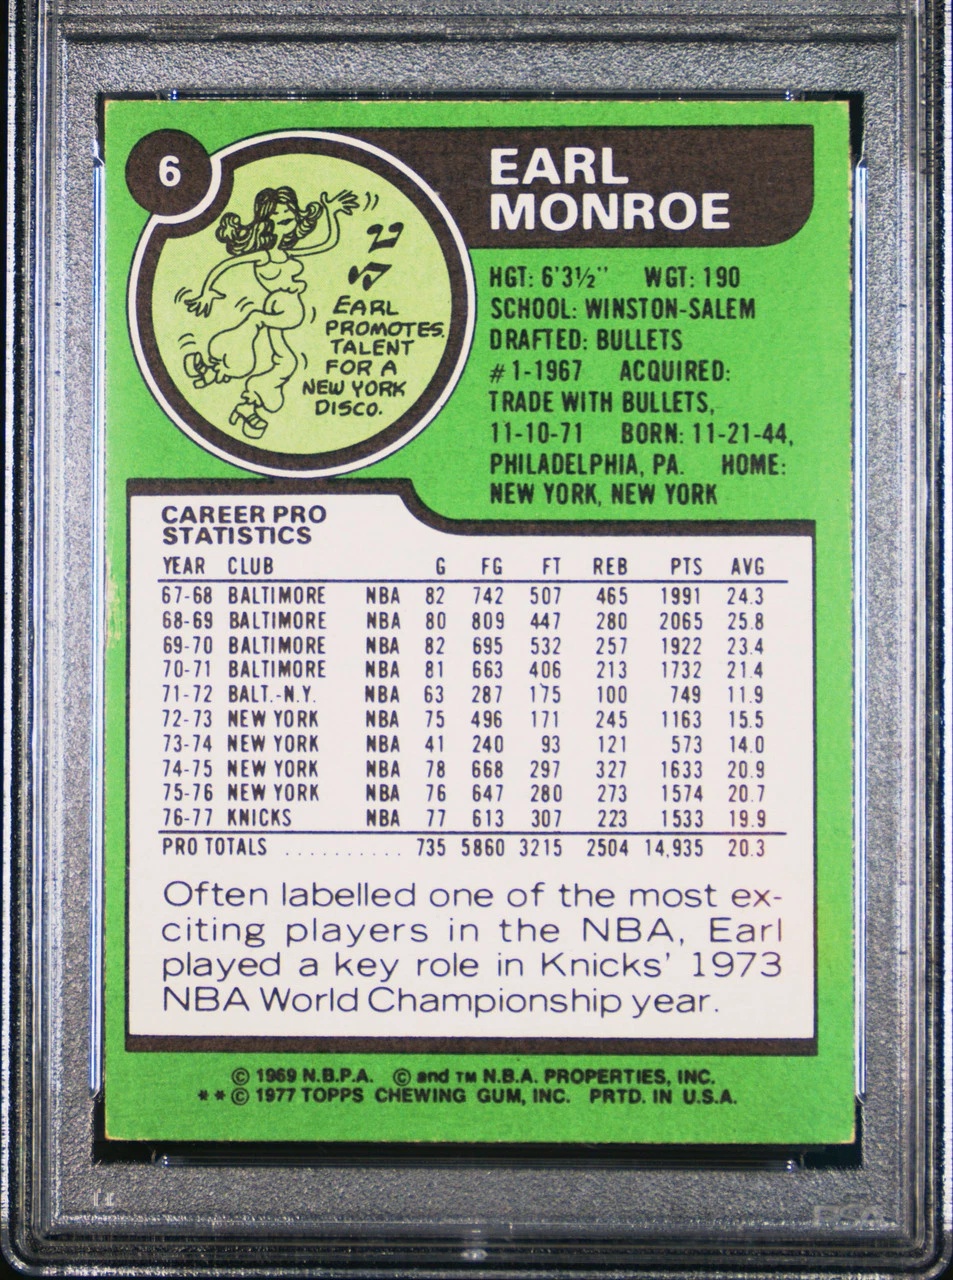 6
EARL
MONROE
EARL
PROMOTES
TALENT
FOR A
NEW YORK
DISCO.
HGT: 6'3½" WGT: 190
SCHOOL: WINSTON-SALEM
DRAFTED: BULLETS
#1-1967 ACQUIRED:
TRADE WITH BULLETS,
11-10-71 BORN: 11-21-44,
PHILADELPHIA, PA. HOME:
NEW YORK, NEW YORK
CAREER PRO
STATISTICS
YEAR CLUB G FG FT REB PTS AVG
67-68 BALTIMORE NBA 82 742 507 465 1991 24.3
68-69 BALTIMORE NBA 80 809 447 280 2065 25.8
69-70 BALTIMORE NBA 82 695 532 257 1922 23.4
70-71 BALTIMORE NBA 81 663 406 213 1732 21.4
71-72 BALT.-N.Y. NBA 63 287 175 100 749 11.9
72-73 NEW YORK NBA 75 496 171 245 1163 15.5
73-74 NEW YORK NBA 41 240 93 121 573 14.0
74-75 NEW YORK NBA 78 668 297 327 1633 20.9
75-76 NEW YORK NBA 76 647 280 273 1574 20.7
76-77 KNICKS NBA 77 613 307 223 1533 19.9
PRO TOTALS .......... 735 5860 3215 2504 14,935 20.3
Often labelled one of the most ex-
citing players in the NBA, Earl
played a key role in Knicks' 1973
NBA World Championship year.
© 1969 N.B.P.A. © and TM N.B.A. PROPERTIES, INC.
**© 1977 TOPPS CHEWING GUM, INC. PRTD. IN U.S.A.
PSA